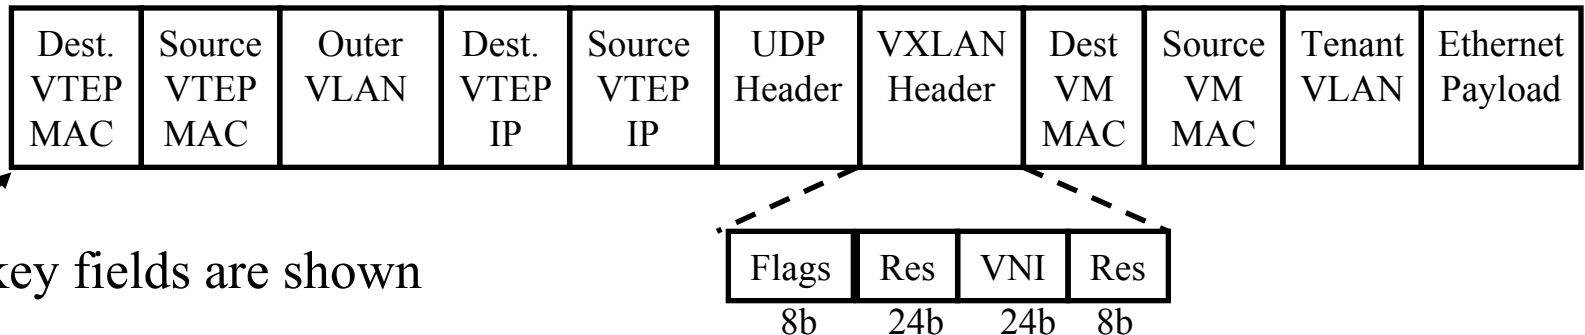 Dest. VTEP MAC
Source VTEP MAC
Outer VLAN
Dest. VTEP IP
Source VTEP IP
UDP Header
VXLAN Header
Dest VM MAC
Source VM MAC
Tenant VLAN
Ethernet Payload
key fields are shown
Flags Res VNI Res
8b 24b 24b 8b